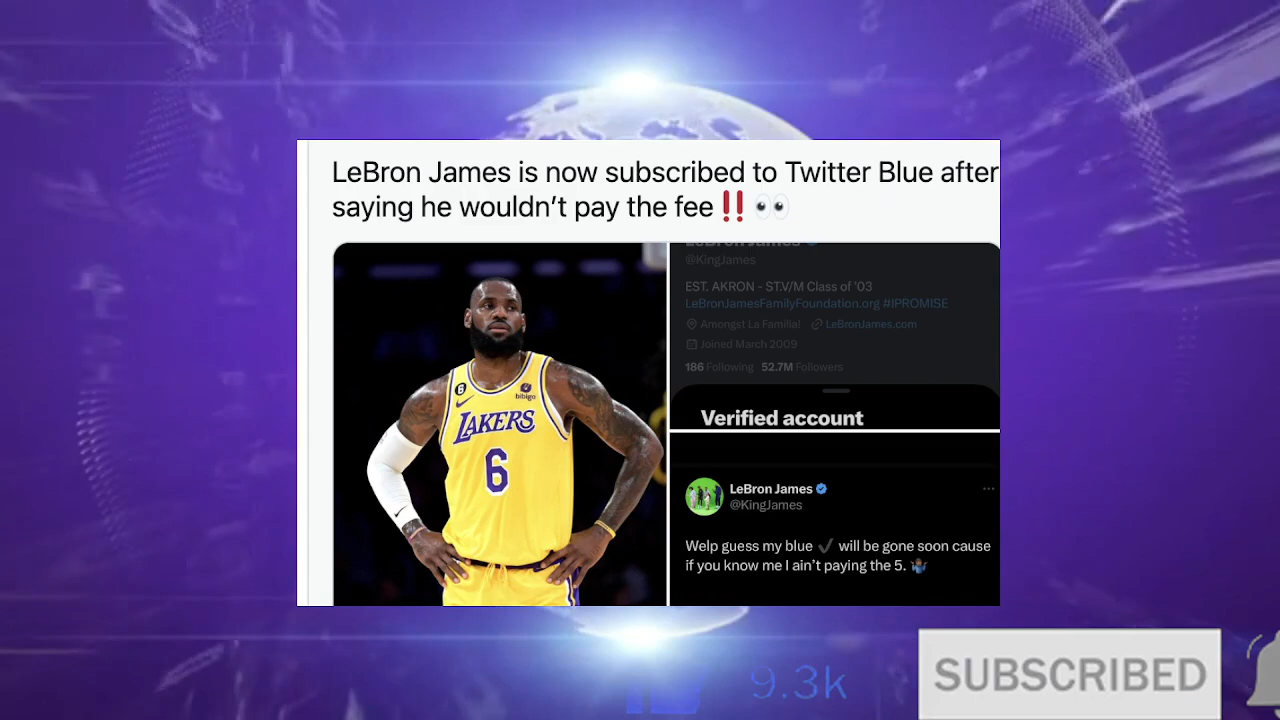 LeBron James is now subscribed to Twitter Blue after
saying he wouldn’t pay the fee‼️ 👀
LeBron James
@KingJames
EST. AKRON - ST.V/M Class of '03
LeBronJamesFamilyFoundation.org #IPROMISE
Amongst La Familia! LeBronJames.com
Joined March 2009
186 Following 52.7M Followers
Verified account
6
bibigo
LAKERS
6
LeBron James
@KingJames
Welp guess my blue ✔️ will be gone soon cause
if you know me I ain’t paying the 5. 🤷🏾‍♂️
9.3k
SUBSCRIBED